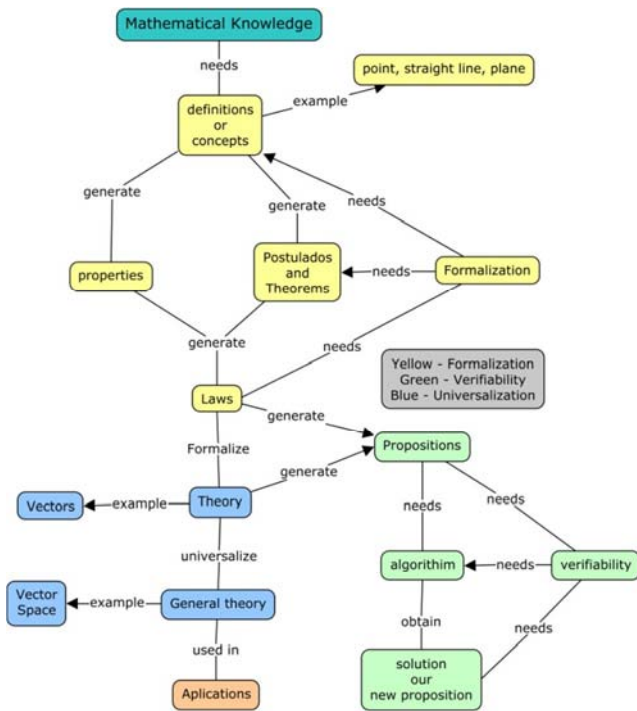 Mathematical Knowledge
needs
point, straight line, plane
example
definitions
or
concepts
generate
generate
needs
properties
Postulados
and
Theorems
needs
Formalization
generate
needs
Yellow - Formalization
Green - Verifiability
Blue - Universalization
Laws
generate
Formalize
Propositions
generate
Vectors
example
Theory
needs
needs
universalize
algorithim
needs
verifiability
Vector
Space
example
General theory
obtain
needs
used in
solution
our
new proposition
Aplications